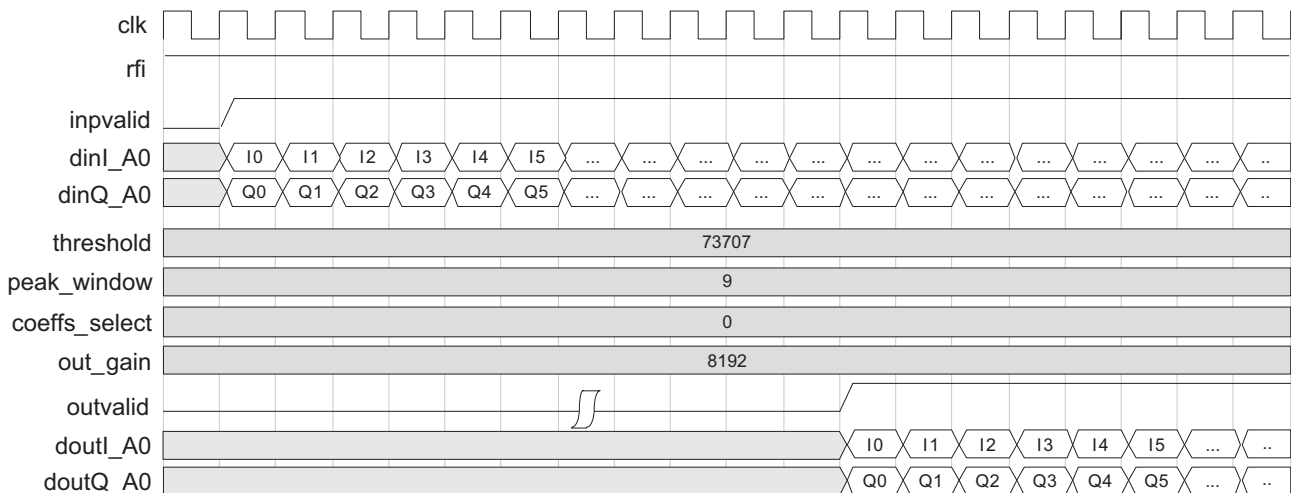 clk
rfi
inpvalid
dinI_A0 I0 I1 I2 I3 I4 I5 ... ... ... ... ... ... ... ... ... ... ... ... ..
dinQ_A0 Q0 Q1 Q2 Q3 Q4 Q5 ... ... ... ... ... ... ... ... ... ... ... ... ..
threshold 73707
peak_window 9
coeffs_select 0
out_gain 8192
outvalid
doutI_A0 I0 I1 I2 I3 I4 I5 ... ..
doutQ_A0 Q0 Q1 Q2 Q3 Q4 Q5 ... ..